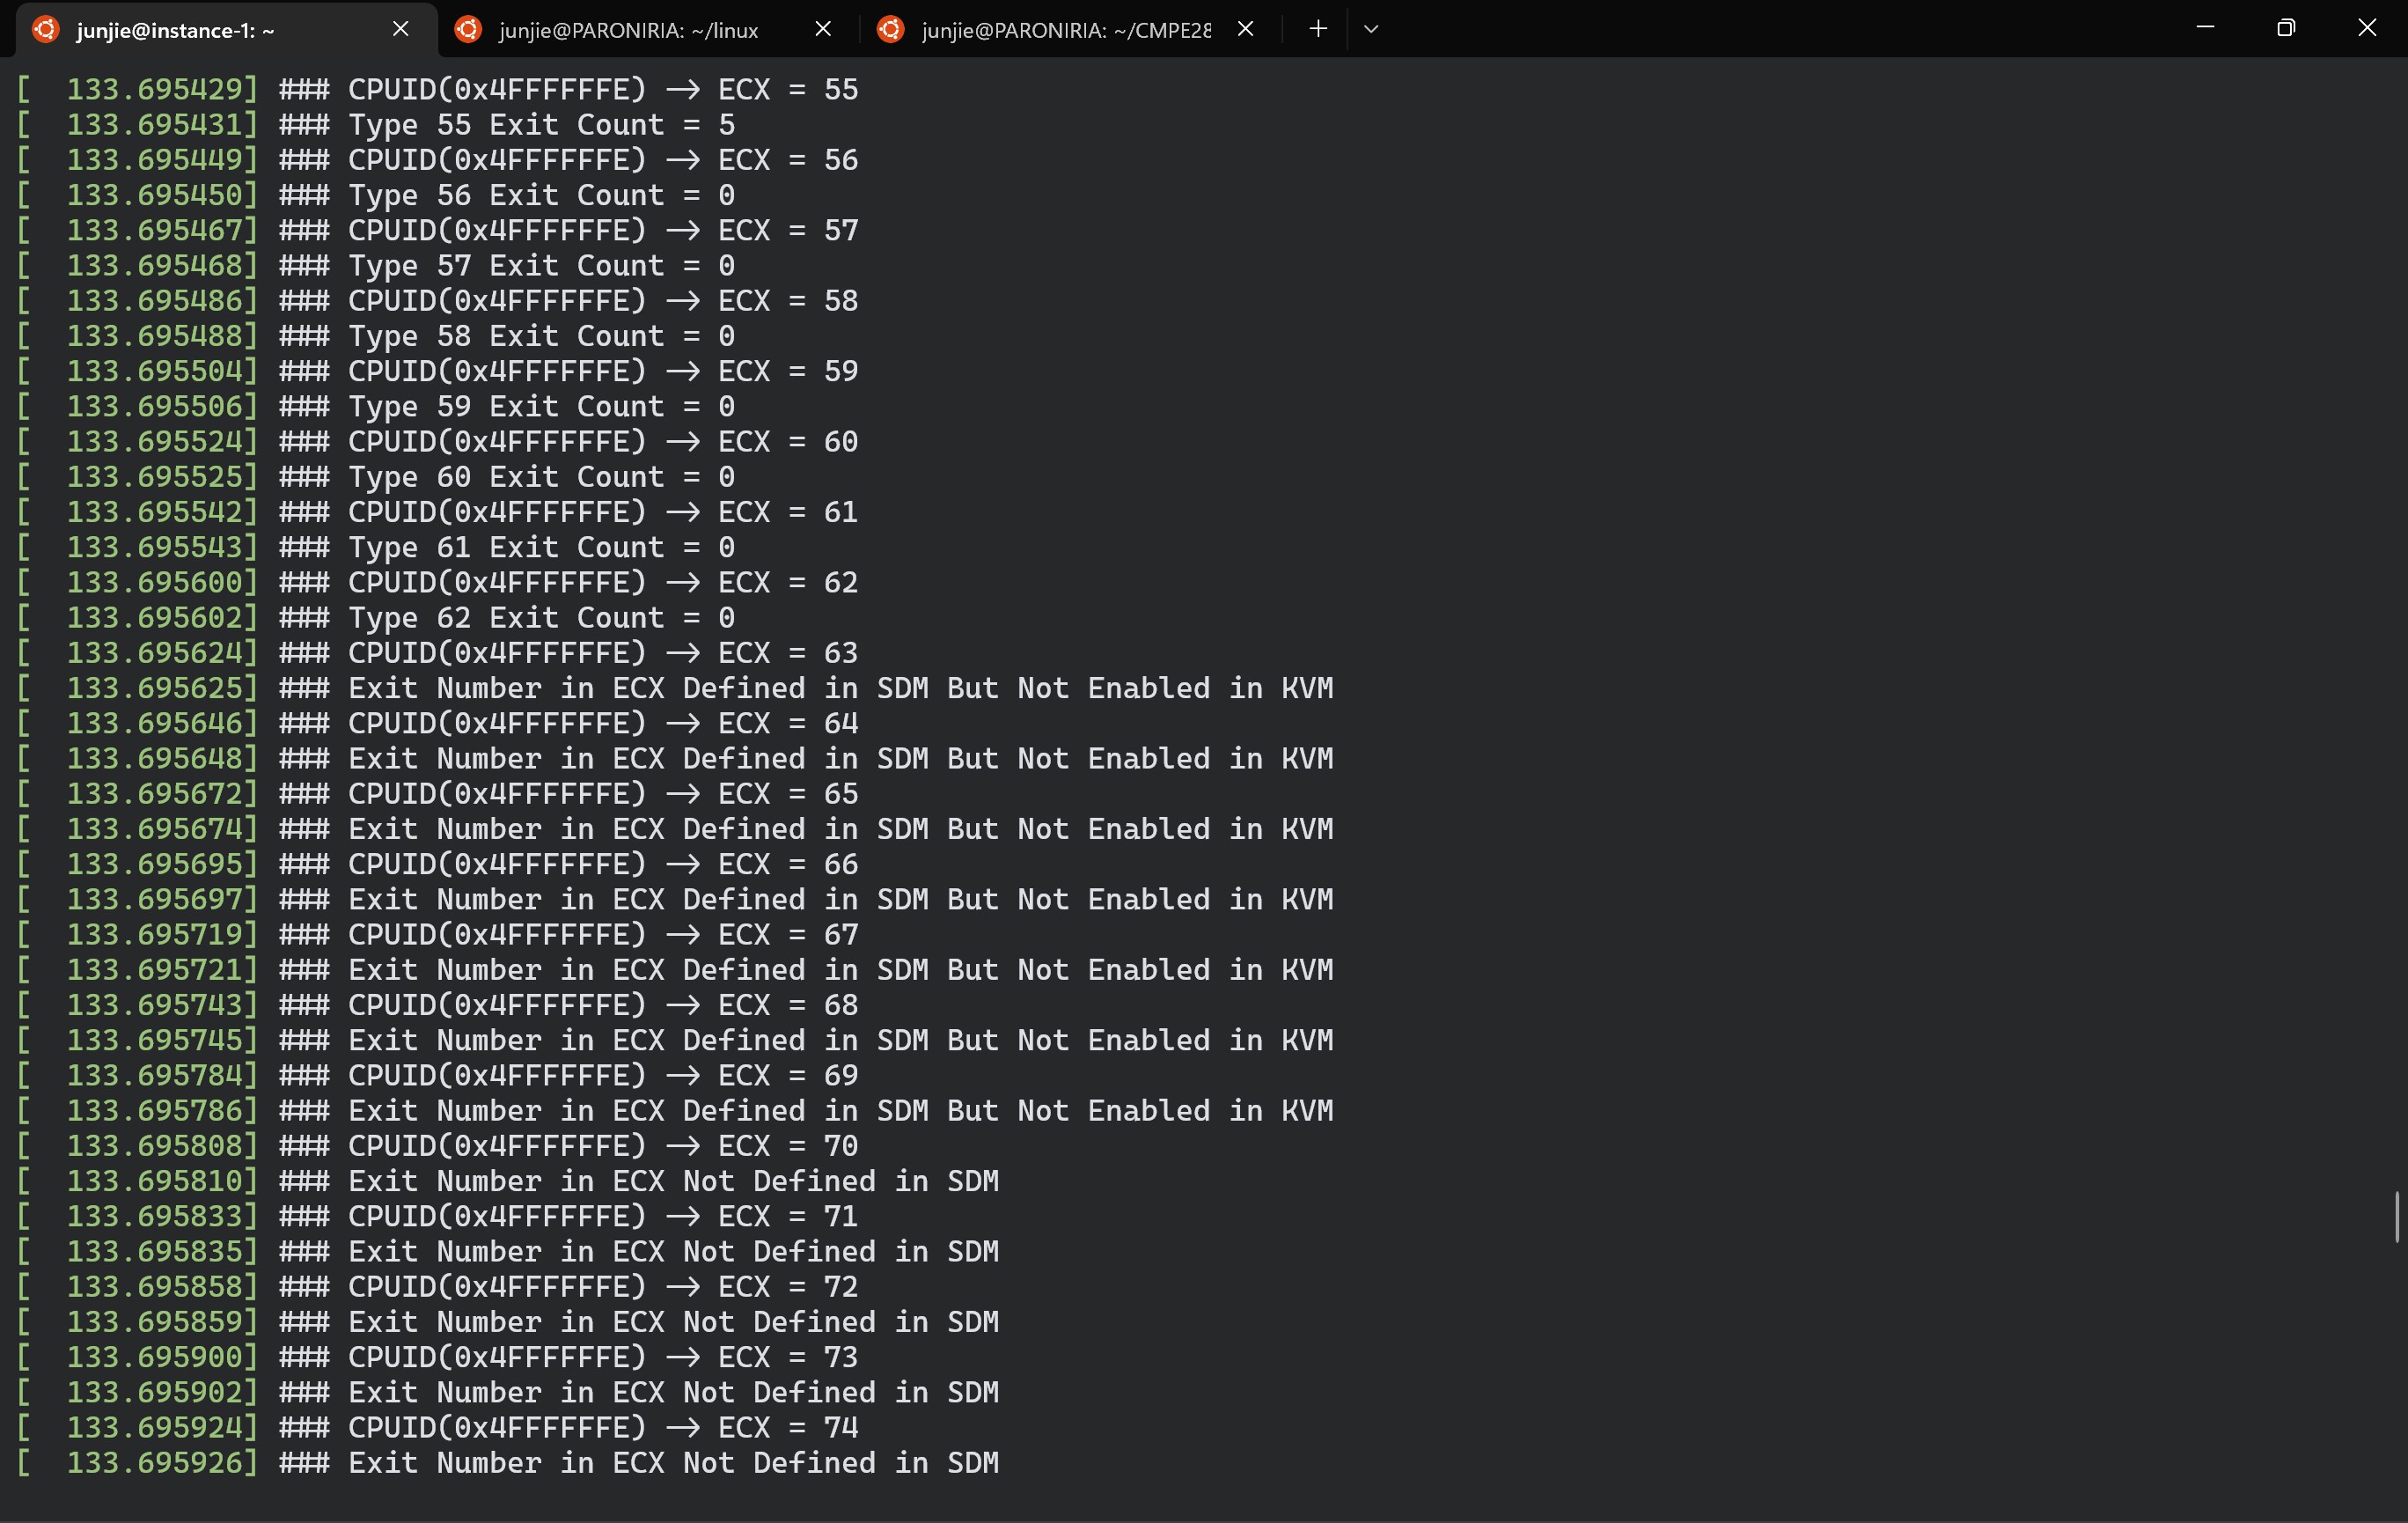 junjie@instance-1: ~
junjie@PARONIRIA: ~/linux
junjie@PARONIRIA: ~/CMPE28
[  133.695429] ### CPUID(0x4FFFFFFE) --> ECX = 55
[  133.695431] ### Type 55 Exit Count = 5
[  133.695449] ### CPUID(0x4FFFFFFE) --> ECX = 56
[  133.695450] ### Type 56 Exit Count = 0
[  133.695467] ### CPUID(0x4FFFFFFE) --> ECX = 57
[  133.695468] ### Type 57 Exit Count = 0
[  133.695486] ### CPUID(0x4FFFFFFE) --> ECX = 58
[  133.695488] ### Type 58 Exit Count = 0
[  133.695504] ### CPUID(0x4FFFFFFE) --> ECX = 59
[  133.695506] ### Type 59 Exit Count = 0
[  133.695524] ### CPUID(0x4FFFFFFE) --> ECX = 60
[  133.695525] ### Type 60 Exit Count = 0
[  133.695542] ### CPUID(0x4FFFFFFE) --> ECX = 61
[  133.695543] ### Type 61 Exit Count = 0
[  133.695600] ### CPUID(0x4FFFFFFE) --> ECX = 62
[  133.695602] ### Type 62 Exit Count = 0
[  133.695624] ### CPUID(0x4FFFFFFE) --> ECX = 63
[  133.695625] ### Exit Number in ECX Defined in SDM But Not Enabled in KVM
[  133.695646] ### CPUID(0x4FFFFFFE) --> ECX = 64
[  133.695648] ### Exit Number in ECX Defined in SDM But Not Enabled in KVM
[  133.695672] ### CPUID(0x4FFFFFFE) --> ECX = 65
[  133.695674] ### Exit Number in ECX Defined in SDM But Not Enabled in KVM
[  133.695695] ### CPUID(0x4FFFFFFE) --> ECX = 66
[  133.695697] ### Exit Number in ECX Defined in SDM But Not Enabled in KVM
[  133.695719] ### CPUID(0x4FFFFFFE) --> ECX = 67
[  133.695721] ### Exit Number in ECX Defined in SDM But Not Enabled in KVM
[  133.695743] ### CPUID(0x4FFFFFFE) --> ECX = 68
[  133.695745] ### Exit Number in ECX Defined in SDM But Not Enabled in KVM
[  133.695784] ### CPUID(0x4FFFFFFE) --> ECX = 69
[  133.695786] ### Exit Number in ECX Defined in SDM But Not Enabled in KVM
[  133.695808] ### CPUID(0x4FFFFFFE) --> ECX = 70
[  133.695810] ### Exit Number in ECX Not Defined in SDM
[  133.695833] ### CPUID(0x4FFFFFFE) --> ECX = 71
[  133.695835] ### Exit Number in ECX Not Defined in SDM
[  133.695858] ### CPUID(0x4FFFFFFE) --> ECX = 72
[  133.695859] ### Exit Number in ECX Not Defined in SDM
[  133.695900] ### CPUID(0x4FFFFFFE) --> ECX = 73
[  133.695902] ### Exit Number in ECX Not Defined in SDM
[  133.695924] ### CPUID(0x4FFFFFFE) --> ECX = 74
[  133.695926] ### Exit Number in ECX Not Defined in SDM